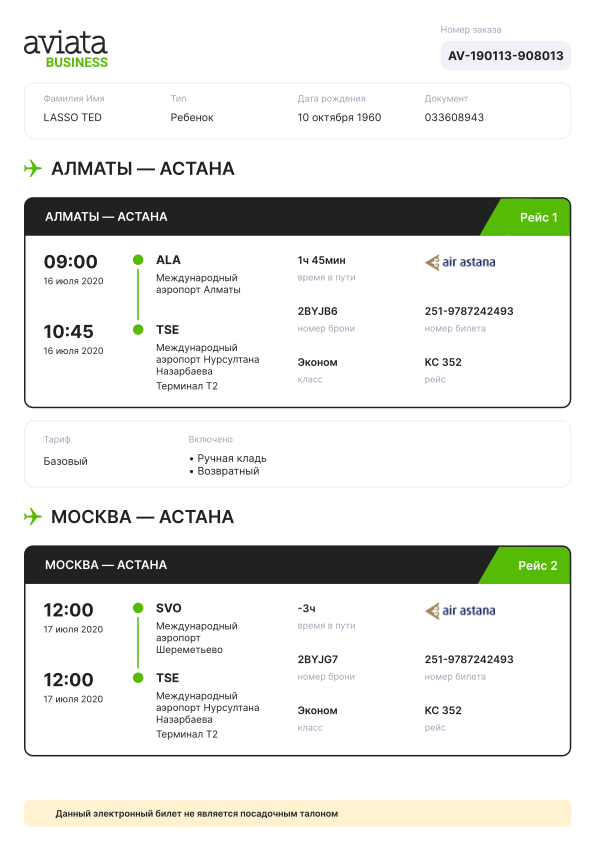 aviata
BUSINESS
Номер заказа
AV-190113-908013
Фамилия Имя
Тип
Дата рождения
Документ
LASSO TED
Ребенок
10 октября 1960
033608943
АЛМАТЫ — АСТАНА
АЛМАТЫ — АСТАНА
Рейс 1
09:00
16 июля 2020
ALA
Международный
аэропорт Алматы
1ч 45мин
время в пути
air astana
2BYJB6
номер брони
251-9787242493
номер билета
10:45
16 июля 2020
TSE
Международный
аэропорт Нурсултана
Назарбаева
Терминал T2
Эконом
класс
KC 352
рейс
Тариф
Включено
Базовый
• Ручная кладь
• Возвратный
МОСКВА — АСТАНА
МОСКВА — АСТАНА
Рейс 2
12:00
17 июля 2020
SVO
Международный
аэропорт
Шереметьево
-3ч
время в пути
air astana
2BYJG7
номер брони
251-9787242493
номер билета
12:00
17 июля 2020
TSE
Международный
аэропорт Нурсултана
Назарбаева
Терминал T2
Эконом
класс
KC 352
рейс
Данный электронный билет не является посадочным талоном